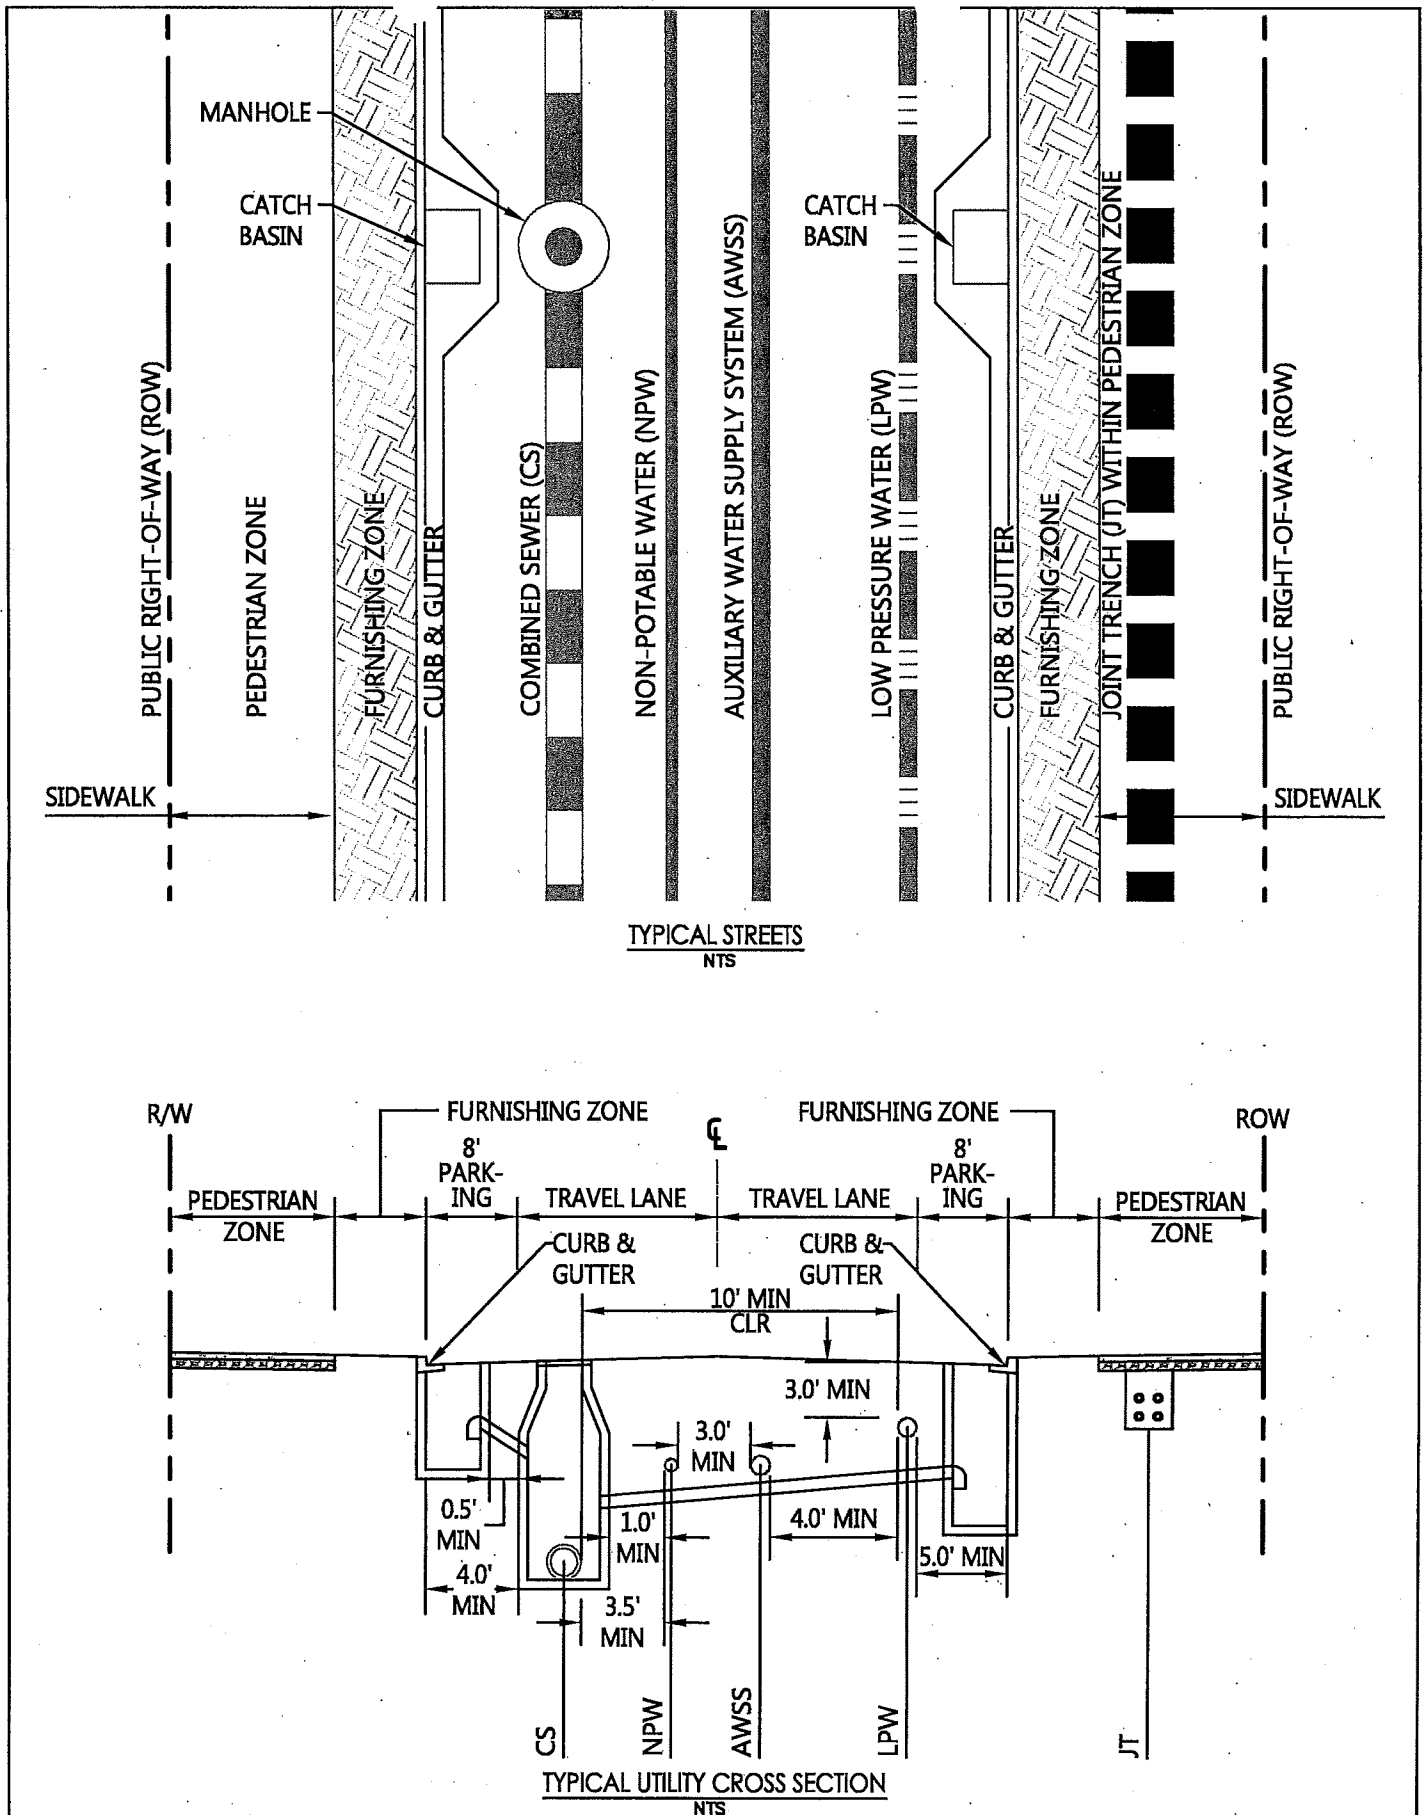 MANHOLE
CATCH
BASIN
CATCH
BASIN
PUBLIC RIGHT-OF-WAY (ROW)
PEDESTRIAN ZONE
FURNISHING ZONE
CURB & GUTTER
COMBINED SEWER (CS)
NON-POTABLE WATER (NPW)
AUXILIARY WATER SUPPLY SYSTEM (AWSS)
LOW PRESSURE WATER (LPW)
CURB & GUTTER
FURNISHING ZONE
JOINT TRENCH (JT) WITHIN PEDESTRIAN ZONE
PUBLIC RIGHT-OF-WAY (ROW)
SIDEWALK
SIDEWALK
TYPICAL STREETS
NTS
R/W
FURNISHING ZONE
FURNISHING ZONE
ROW
CL
8'
PARK-
ING
8'
PARK-
ING
PEDESTRIAN
ZONE
TRAVEL LANE
TRAVEL LANE
PEDESTRIAN
ZONE
CURB &
GUTTER
CURB &
GUTTER
10' MIN
CLR
3.0' MIN
3.0'
MIN
0.5'
MIN
1.0'
MIN
4.0' MIN
5.0' MIN
4.0'
MIN
3.5'
MIN
CS
NPW
AWSS
LPW
JT
TYPICAL UTILITY CROSS SECTION
NTS